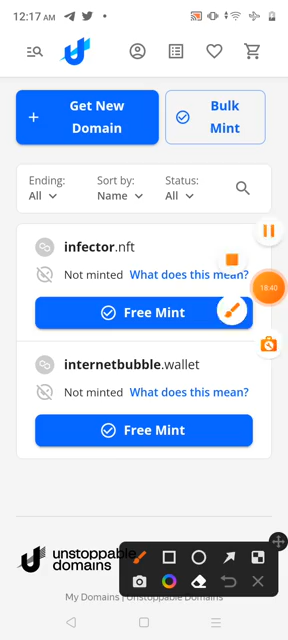 12:17 AM
Get New Domain
Bulk Mint
Ending:
All
Sort by:
Name
Status:
All
infector.nft
Not minted What does this mean?
Free Mint
18:40
internetbubble.wallet
Not minted What does this mean?
Free Mint
unstoppable
domains
My Domains | Unstoppable Domains